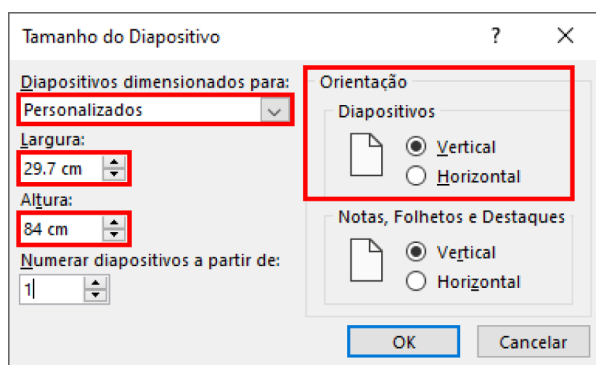 Tamanho do Diapositivo
?
Diapositivos dimensionados para:
Personalizados
Largura:
29.7 cm
Altura:
84 cm
Numerar diapositivos a partir de:
1
Orientação
Diapositivos
Vertical
Horizontal
Notas, Folhetos e Destaques
Vertical
Horizontal
OK
Cancelar